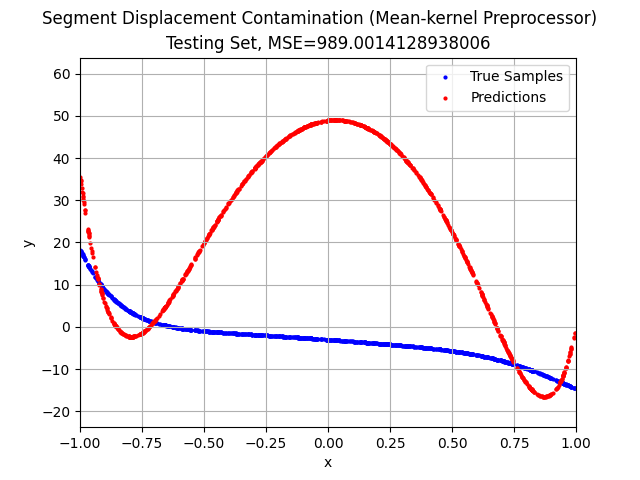 Segment Displacement Contamination (Mean-kernel Preprocessor)
Testing Set, MSE=989.0014128938006
True Samples
Predictions
60
50
40
30
20
10
0
−10
−20
y
−1.00 −0.75 −0.50 −0.25 0.00 0.25 0.50 0.75 1.00
x